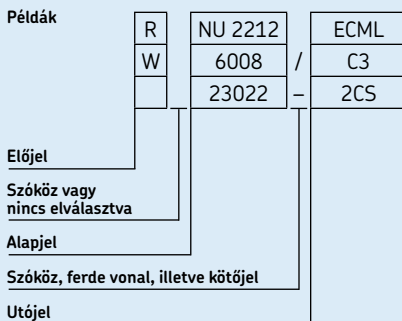 Példák
R NU 2212 ECML
W 6008 / C3
23022 – 2CS
Előjel
Szóköz vagy
nincs elválasztva
Alapjel
Szóköz, ferde vonal, illetve kötőjel
Utójel